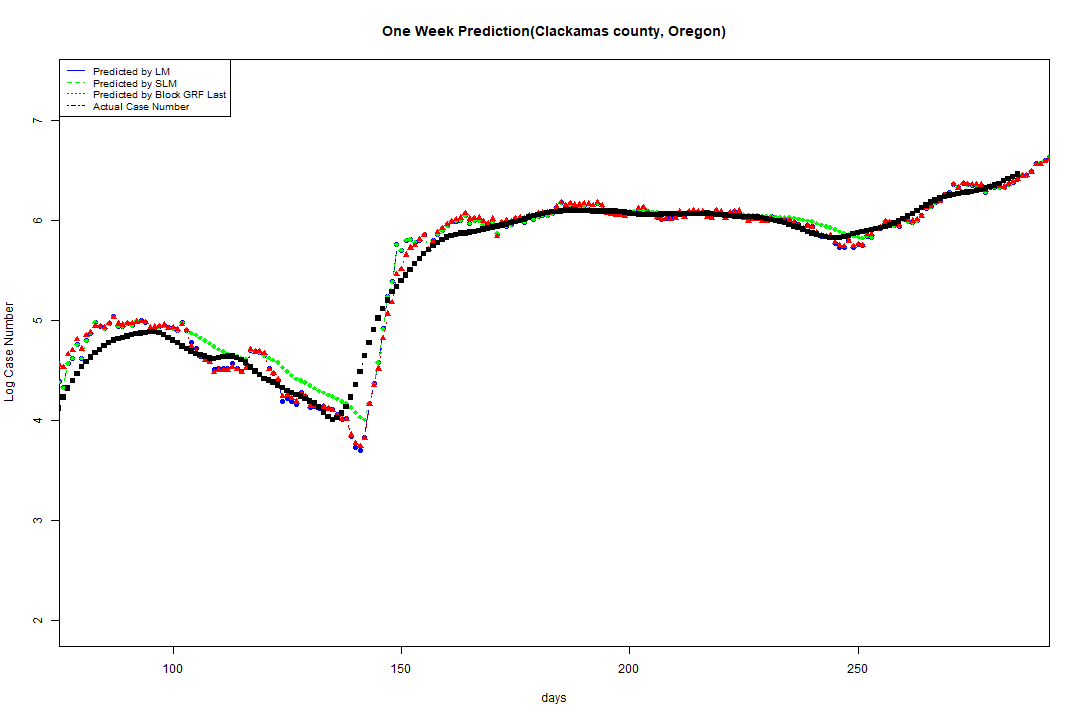 One Week Prediction(Clackamas county, Oregon)
Predicted by LM
Predicted by SLM
Predicted by Block GRF Last
Actual Case Number
7
6
5
4
3
2
Log Case Number
100 150 200 250
days